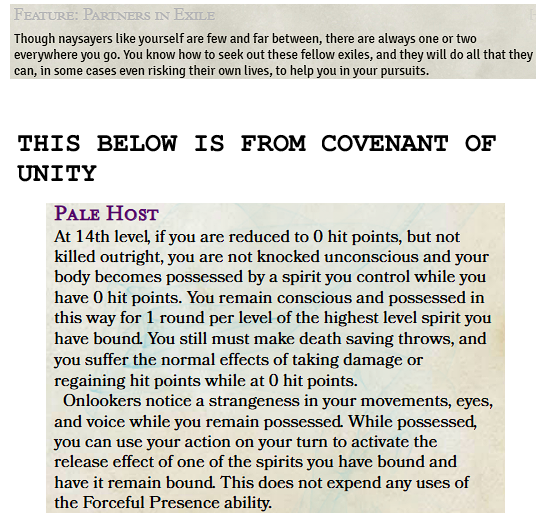 Feature: Partners in Exile
Though naysayers like yourself are few and far between, there are always one or two
everywhere you go. You know how to seek out these fellow exiles, and they will do all that they
can, in some cases even risking their own lives, to help you in your pursuits.
THIS BELOW IS FROM COVENANT OF
UNITY
Pale Host
At 14th level, if you are reduced to 0 hit points, but not
killed outright, you are not knocked unconscious and your
body becomes possessed by a spirit you control while you
have 0 hit points. You remain conscious and possessed in
this way for 1 round per level of the highest level spirit you
have bound. You still must make death saving throws, and
you suffer the normal effects of taking damage or
regaining hit points while at 0 hit points.
Onlookers notice a strangeness in your movements, eyes,
and voice while you remain possessed. While possessed,
you can use your action on your turn to activate the
release effect of one of the spirits you have bound and
have it remain bound. This does not expend any uses of
the Forceful Presence ability.